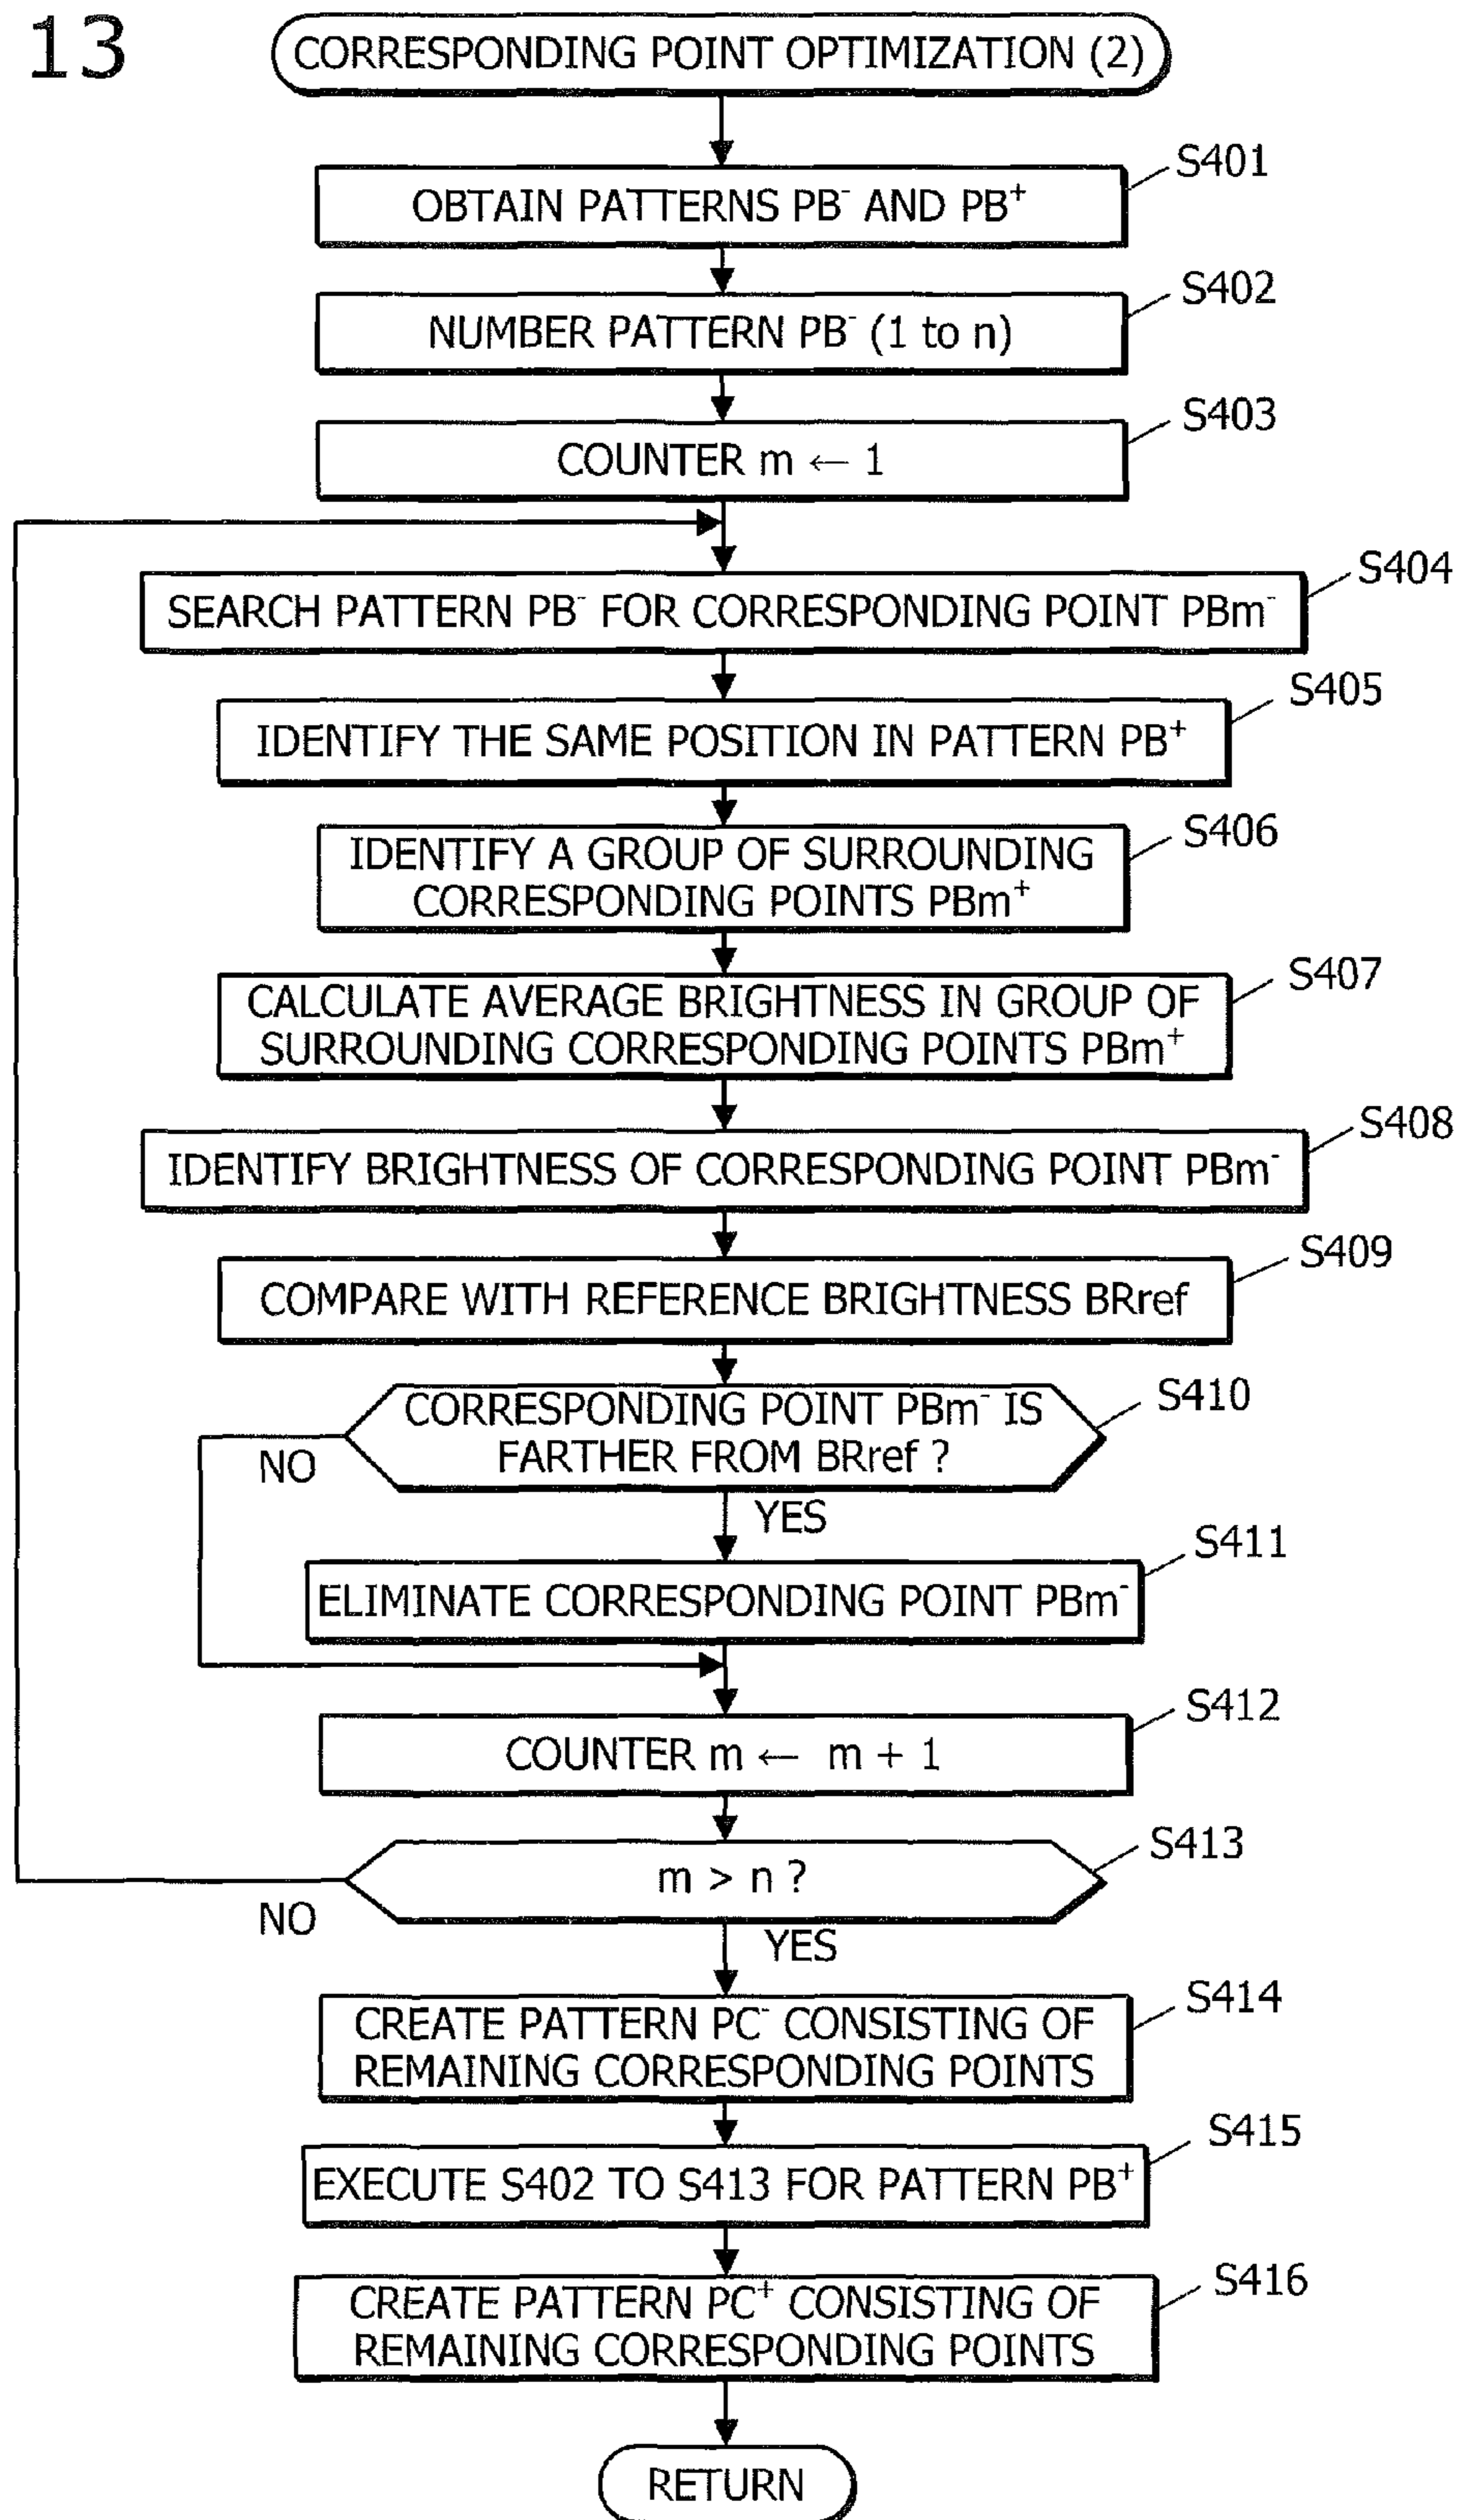 13
CORRESPONDING POINT OPTIMIZATION (2)
S401
OBTAIN PATTERNS PB⁻ AND PB⁺
S402
NUMBER PATTERN PB⁻ (1 to n)
S403
COUNTER m ← 1
S404
SEARCH PATTERN PB⁻ FOR CORRESPONDING POINT PBm⁻
S405
IDENTIFY THE SAME POSITION IN PATTERN PB⁺
S406
IDENTIFY A GROUP OF SURROUNDING
CORRESPONDING POINTS PBm⁺
S407
CALCULATE AVERAGE BRIGHTNESS IN GROUP OF
SURROUNDING CORRESPONDING POINTS PBm⁺
S408
IDENTIFY BRIGHTNESS OF CORRESPONDING POINT PBm⁻
S409
COMPARE WITH REFERENCE BRIGHTNESS BRref
S410
CORRESPONDING POINT PBm⁻ IS
FARTHER FROM BRref ?
NO
YES
S411
ELIMINATE CORRESPONDING POINT PBm⁻
S412
COUNTER m ← m + 1
S413
m > n ?
NO
YES
S414
CREATE PATTERN PC⁻ CONSISTING OF
REMAINING CORRESPONDING POINTS
S415
EXECUTE S402 TO S413 FOR PATTERN PB⁺
S416
CREATE PATTERN PC⁺ CONSISTING OF
REMAINING CORRESPONDING POINTS
RETURN